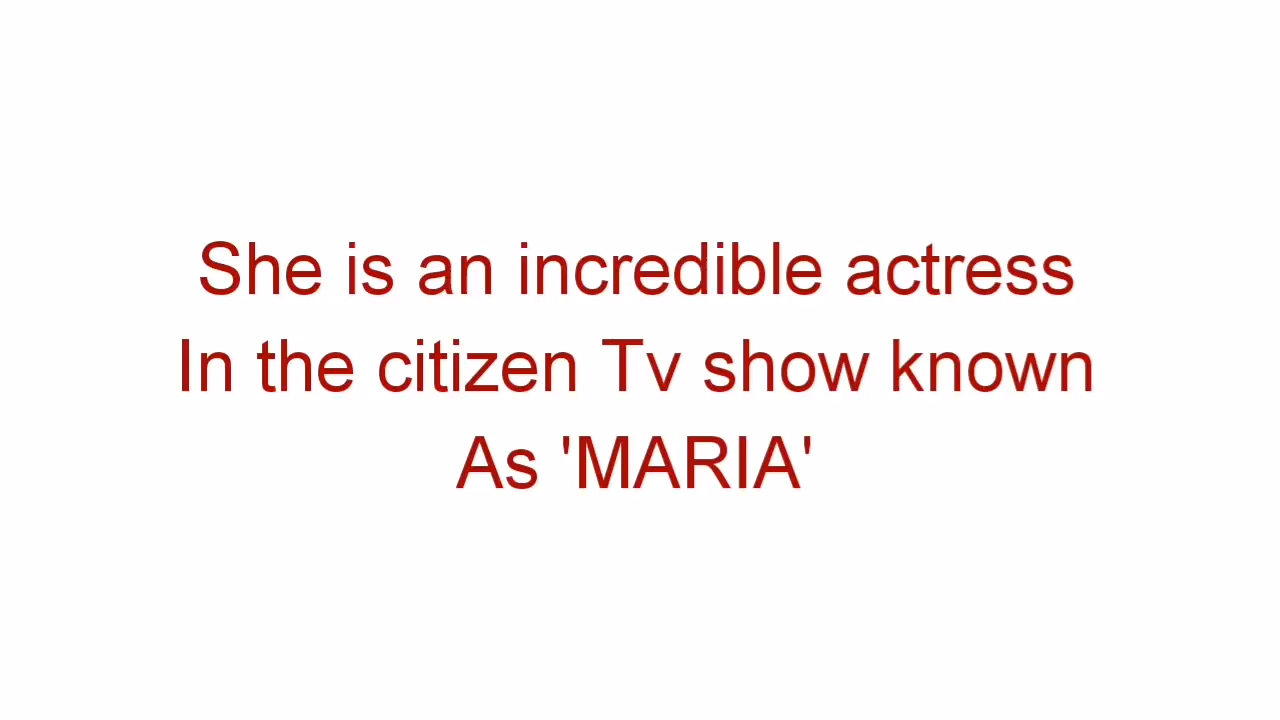 She is an incredible actress
In the citizen Tv show known
As 'MARIA'